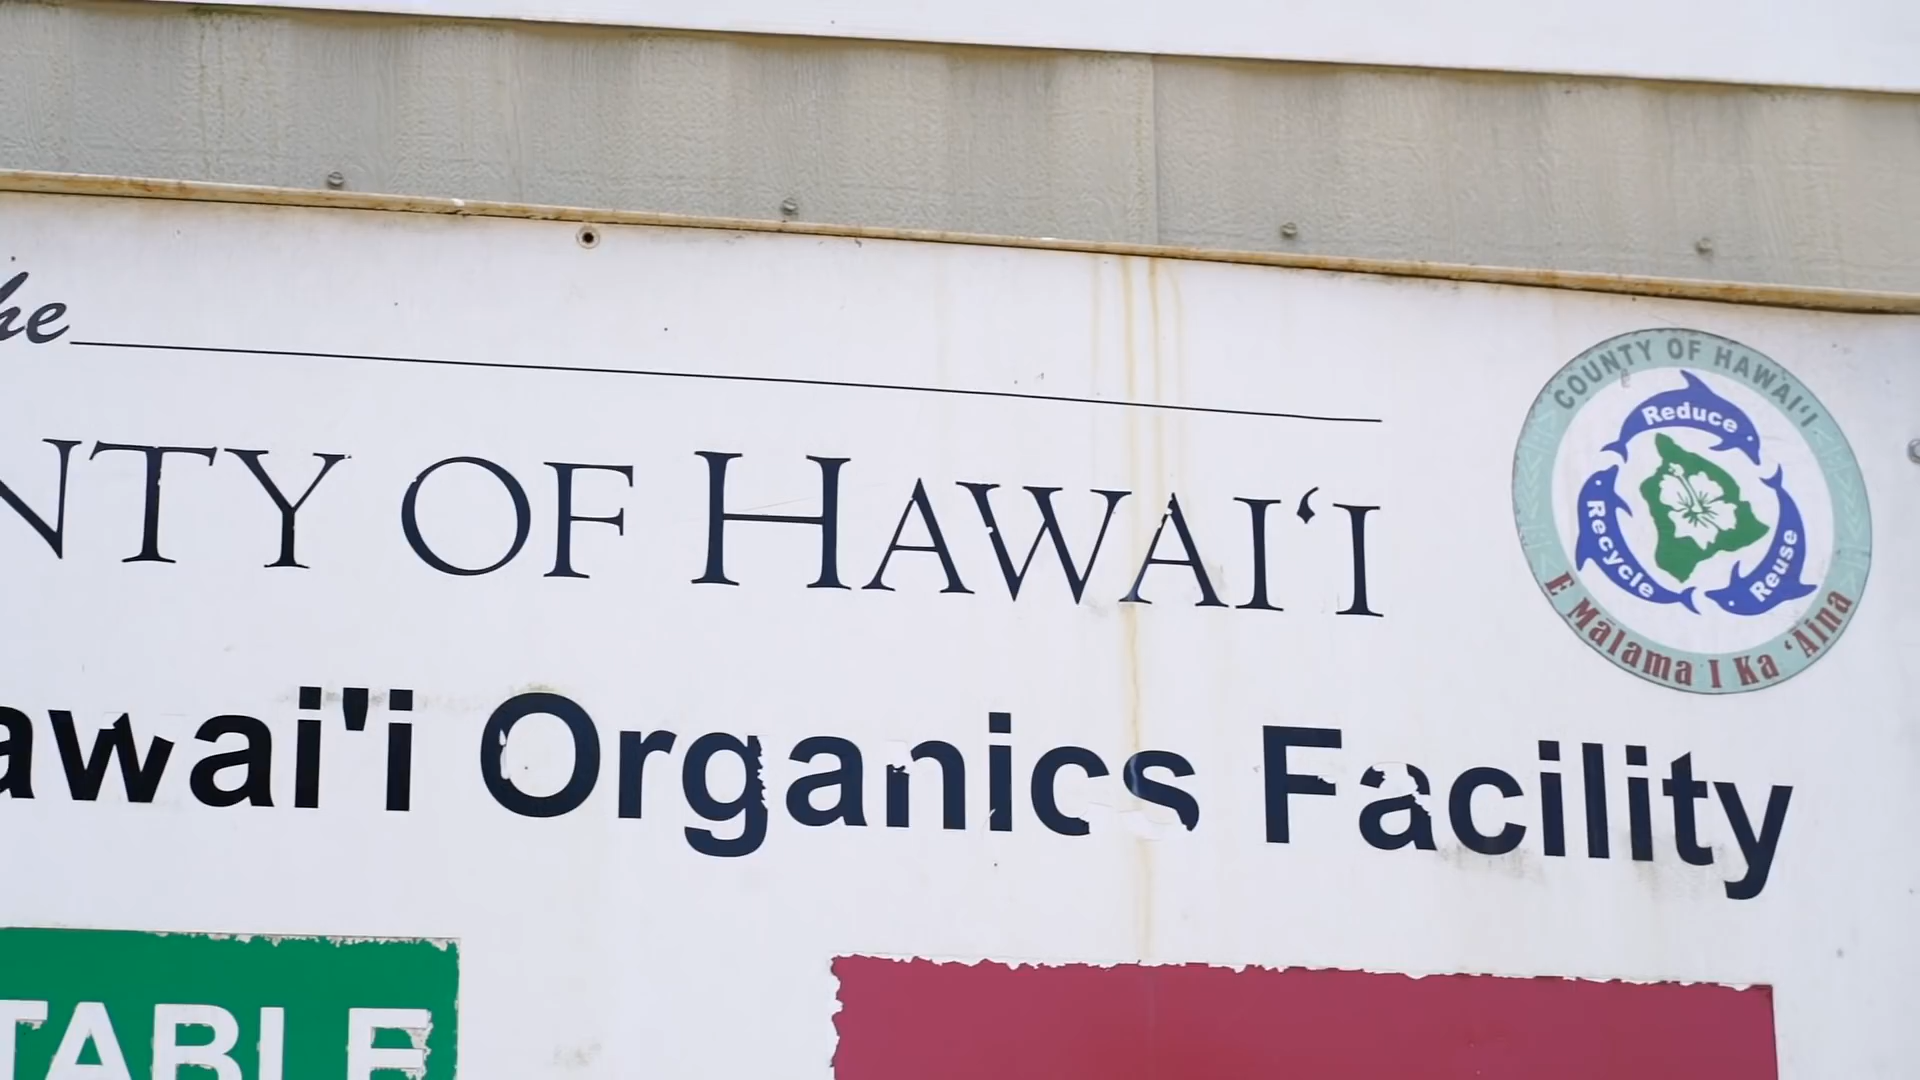 he
NTY OF HAWAIʻI
awai'i Organics Facility
COUNTY OF HAWAIʻI
Reduce
Recycle
Reuse
E Mālama I Ka ʻĀina
TABLE